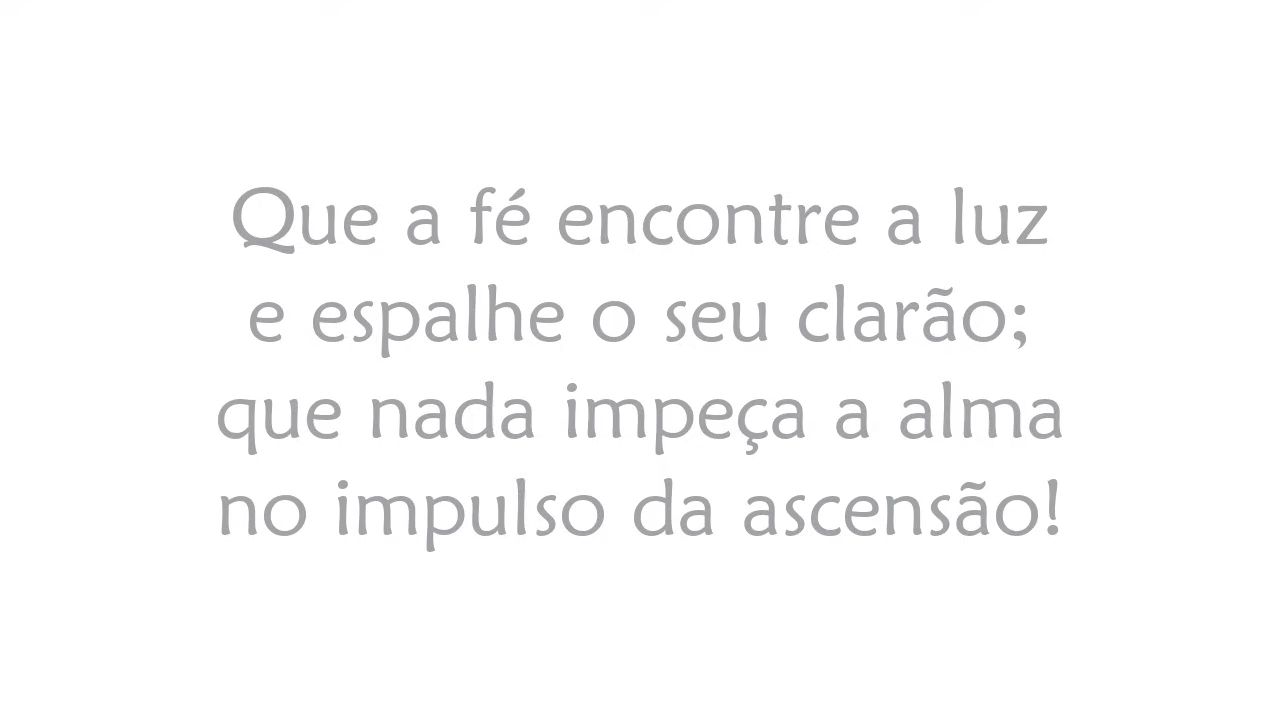 Que a fé encontre a luz
e espalhe o seu clarão;
que nada impeça a alma
no impulso da ascensão!